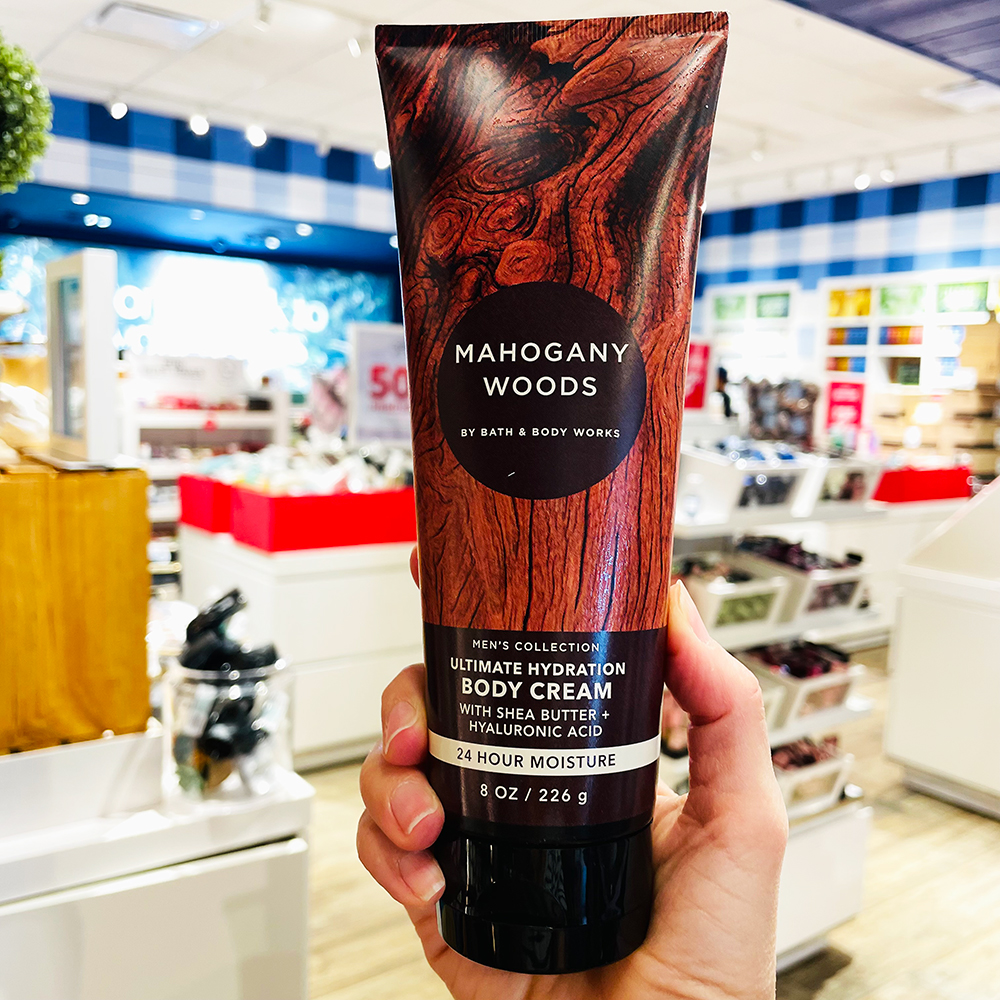 MAHOGANY
WOODS
BY BATH & BODY WORKS
MEN'S COLLECTION
ULTIMATE HYDRATION
BODY CREAM
WITH SHEA BUTTER +
HYALURONIC ACID
24 HOUR MOISTURE
8 OZ / 226 g
50